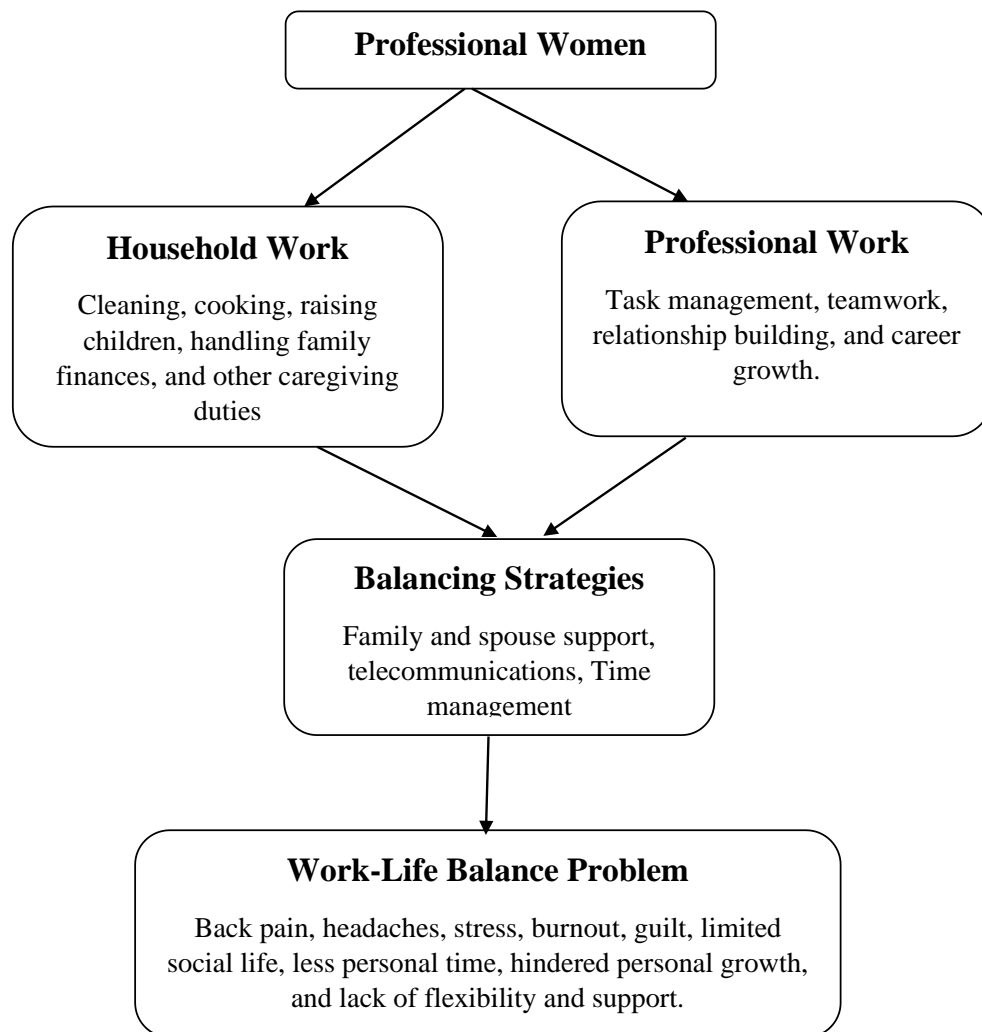 Professional Women
Household Work
Cleaning, cooking, raising
children, handling family
finances, and other caregiving
duties
Professional Work
Task management, teamwork,
relationship building, and career
growth.
Balancing Strategies
Family and spouse support,
telecommunications, Time
management
Work-Life Balance Problem
Back pain, headaches, stress, burnout, guilt, limited
social life, less personal time, hindered personal growth,
and lack of flexibility and support.